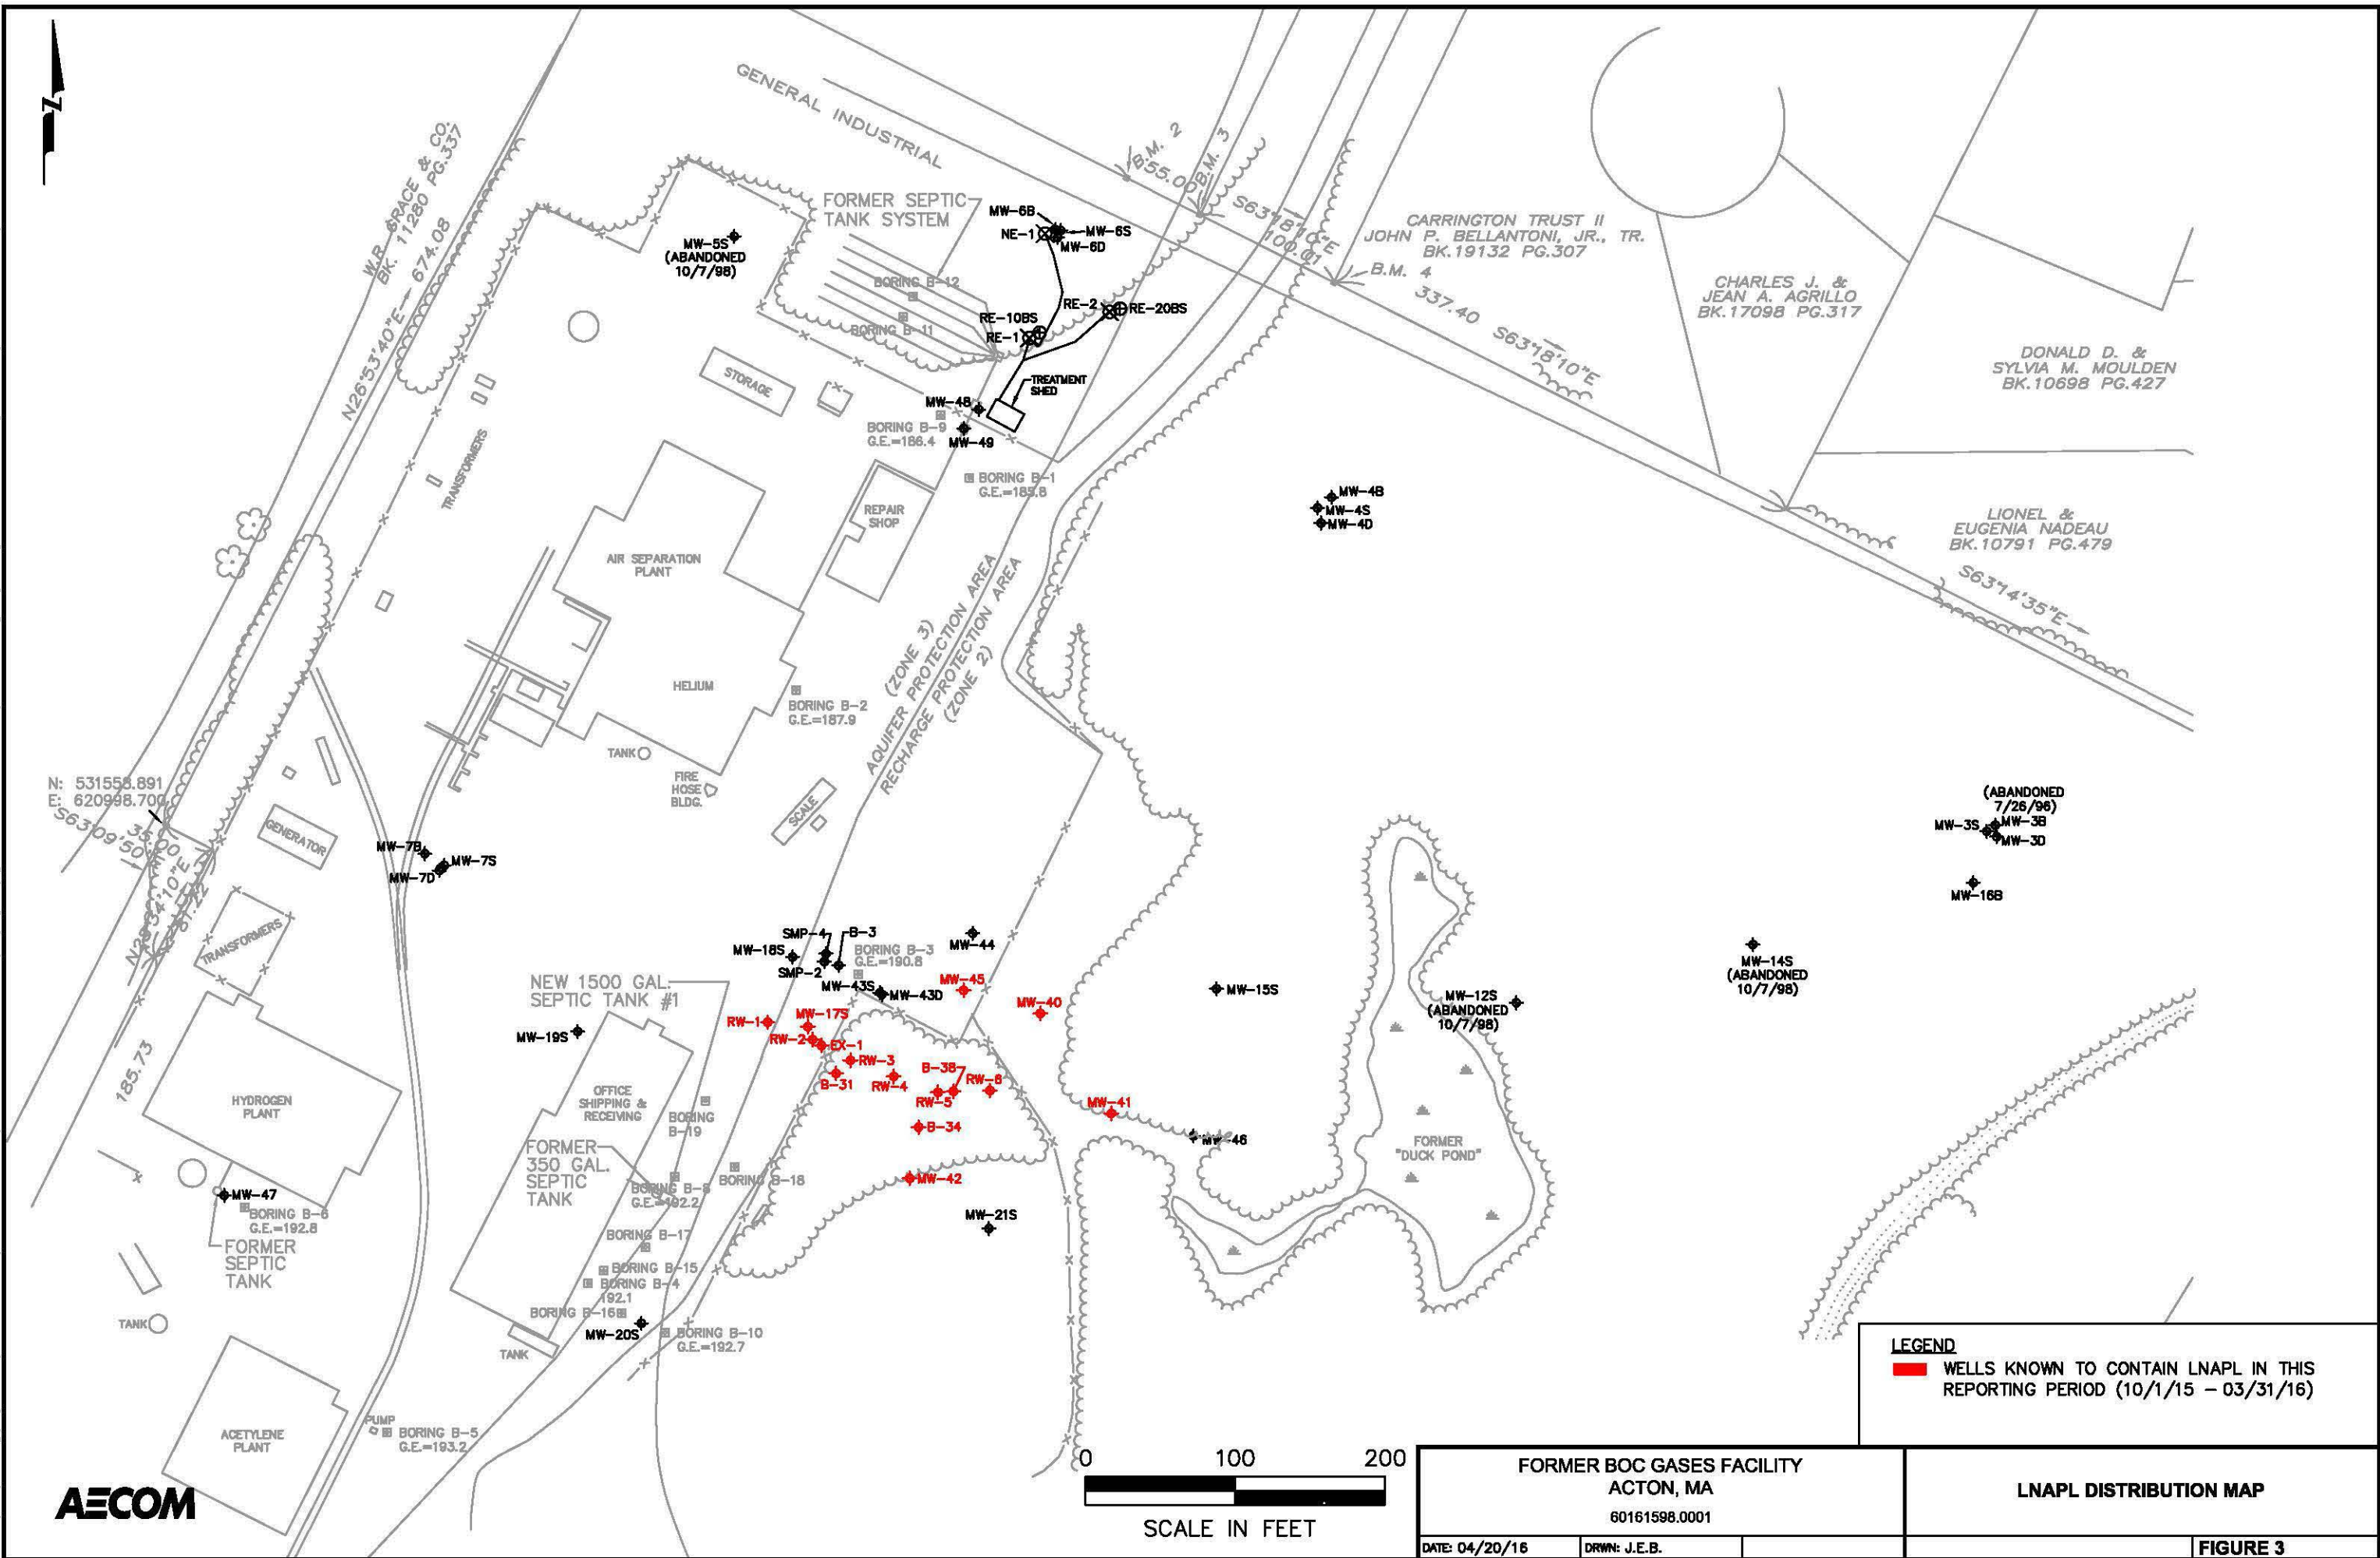 N
GENERAL INDUSTRIAL
W.R. GRACE & CO.
BK. 11280 PG.337
N26°53'40"E 674.08
B.M. 2
55.00
B.M. 3
S63°18'10"E
100.01
B.M. 4
337.40 S63°18'10"E
CARRINGTON TRUST II
JOHN P. BELLANTONI, JR., TR.
BK.19132 PG.307
CHARLES J. &
JEAN A. AGRILLO
BK.17098 PG.317
DONALD D. &
SYLVIA M. MOULDEN
BK.10698 PG.427
LIONEL &
EUGENIA NADEAU
BK.10791 PG.479
S63°14'35"E
FORMER SEPTIC
TANK SYSTEM
MW-5S
(ABANDONED
10/7/98)
MW-6B
NE-1
MW-6S
MW-6D
BORING B-12
BORING B-11
RE-2
RE-20BS
RE-10BS
RE-1
TREATMENT
SHED
STORAGE
MW-48
BORING B-9
G.E.=186.4
MW-49
BORING B-1
G.E.=185.8
TRANSFORMERS
REPAIR
SHOP
AIR SEPARATION
PLANT
MW-4B
MW-4S
MW-4D
(ZONE 3)
AQUIFER PROTECTION AREA
RECHARGE PROTECTION AREA
(ZONE 2)
HELIUM
BORING B-2
G.E.=187.9
TANK
FIRE
HOSE
BLDG.
SCALE
N: 531558.891
E: 620998.700
S63°09'50"E
35.00
GENERATOR
MW-7B
MW-7S
MW-7D
TRANSFORMERS
(ABANDONED
7/26/96)
MW-3S
MW-3B
MW-3D
MW-16B
MW-14S
(ABANDONED
10/7/98)
MW-12S
(ABANDONED
10/7/98)
MW-15S
SMP-4
B-3
MW-18S
SMP-2
BORING B-3
G.E.=190.8
MW-44
MW-43S
MW-43D
MW-45
MW-40
NEW 1500 GAL.
SEPTIC TANK #1
RW-1
MW-17S
RW-2
EX-1
RW-3
B-31
RW-4
B-38
RW-5
RW-6
B-34
MW-41
MW-42
MW-46
MW-21S
MW-19S
185.73
HYDROGEN
PLANT
OFFICE
SHIPPING &
RECEIVING
BORING
B-19
FORMER
350 GAL.
SEPTIC
TANK
BORING B-8
G.E.=192.2
BORING B-18
FORMER
"DUCK POND"
MW-47
BORING B-6
G.E.=192.8
FORMER
SEPTIC
TANK
BORING B-17
BORING B-15
BORING B-4
192.1
BORING B-16
MW-20S
BORING B-10
G.E.=192.7
TANK
TANK
ACETYLENE
PLANT
PUMP
BORING B-5
G.E.=193.2
AECOM
0 100 200
SCALE IN FEET
LEGEND
WELLS KNOWN TO CONTAIN LNAPL IN THIS
REPORTING PERIOD (10/1/15 - 03/31/16)
FORMER BOC GASES FACILITY
ACTON, MA
60161598.0001
LNAPL DISTRIBUTION MAP
DATE: 04/20/16
DRWN: J.E.B.
FIGURE 3